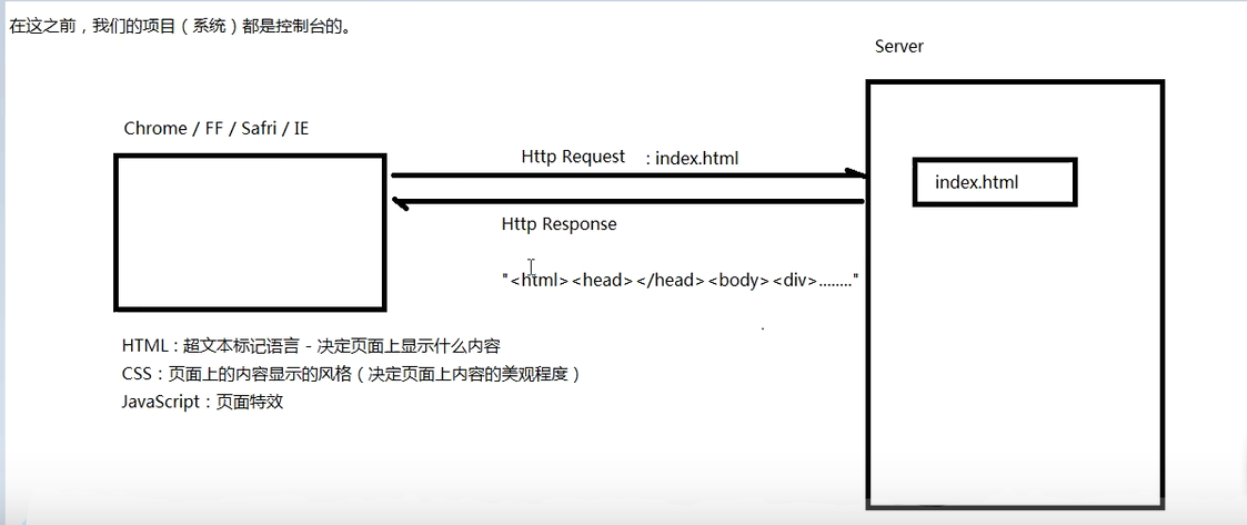 在这之前，我们的项目（系统）都是控制台的。
Server
Chrome / FF / Safri / IE
Http Request : index.html
index.html
Http Response
"<html><head></head><body><div>........"
HTML：超文本标记语言 - 决定页面上显示什么内容
CSS：页面上的内容显示的风格（决定页面上内容的美观程度）
JavaScript：页面特效